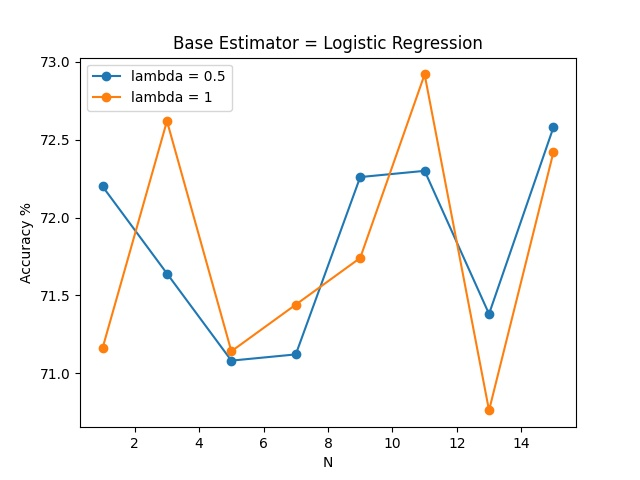 Base Estimator = Logistic Regression
lambda = 0.5
lambda = 1
73.0
72.5
72.0
71.5
71.0
Accuracy %
2 4 6 8 10 12 14
N